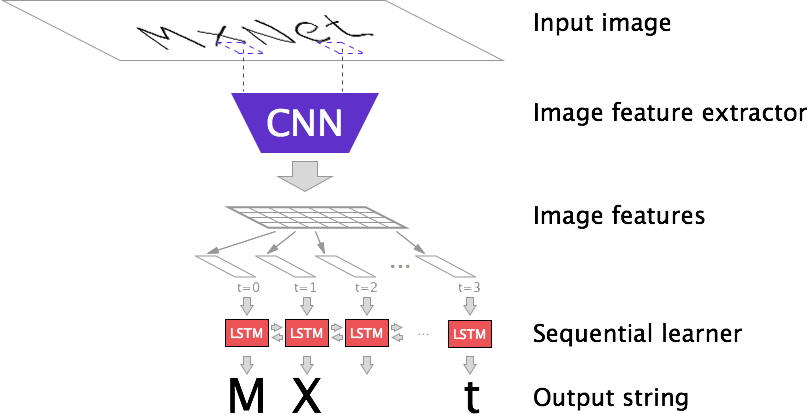 MxNet
Input image
CNN
Image feature extractor
Image features
...
t=0 t=1 t=2 t=3
LSTM LSTM LSTM ... LSTM
Sequential learner
M X t
Output string